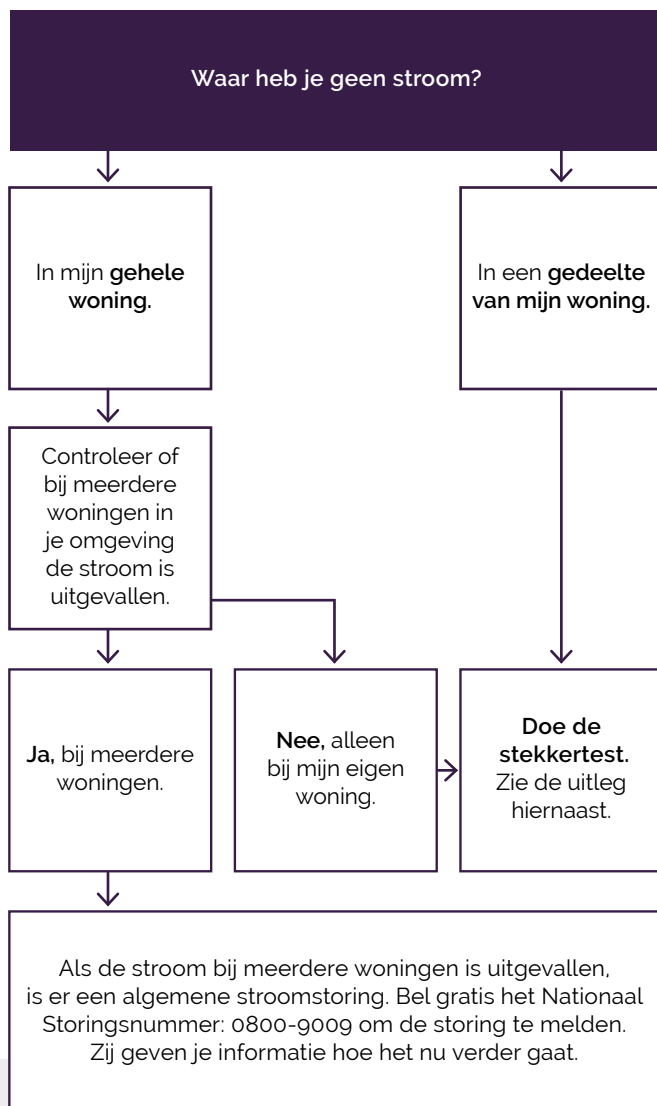 Waar heb je geen stroom?
In mijn gehele
woning.
In een gedeelte
van mijn woning.
Controleer of
bij meerdere
woningen in
je omgeving
de stroom is
uitgevallen.
Ja, bij meerdere
woningen.
Nee, alleen
bij mijn eigen
woning.
Doe de
stekkertest.
Zie de uitleg
hiernaast.
Als de stroom bij meerdere woningen is uitgevallen,
is er een algemene stroomstoring. Bel gratis het Nationaal
Storingsnummer: 0800-9009 om de storing te melden.
Zij geven je informatie hoe het nu verder gaat.